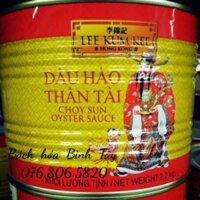 李錦記
LEE KUM KEE
HONG KONG
DẦU HÀO
THẦN TÀI
CHOY SUN
OYSTER SAUCE
Bách hóa Bình Tây
076.806.5820
KHỐI LƯỢNG TỊNH / NET WEIGHT 2.2 kg